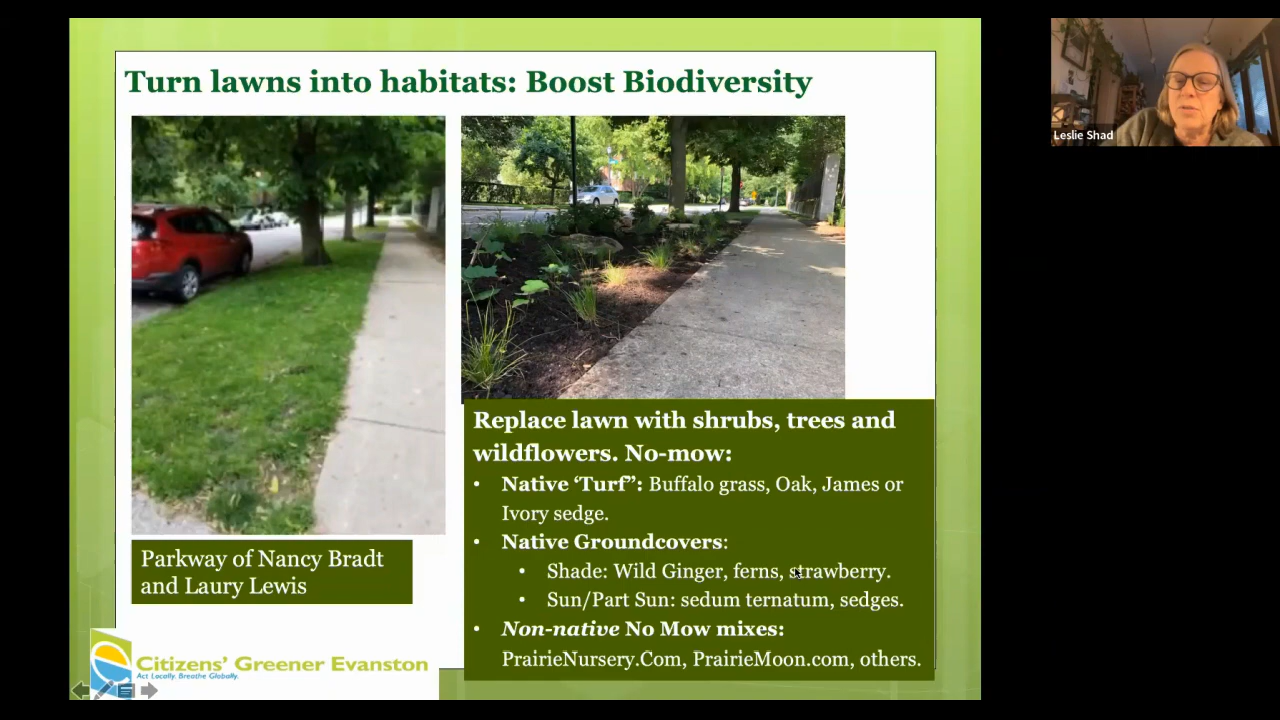 Turn lawns into habitats: Boost Biodiversity
Leslie Shad
Replace lawn with shrubs, trees and
wildflowers. No-mow:
• Native ‘Turf”: Buffalo grass, Oak, James or
Ivory sedge.
• Native Groundcovers:
• Shade: Wild Ginger, ferns, strawberry.
• Sun/Part Sun: sedum ternatum, sedges.
• Non-native No Mow mixes:
PrairieNursery.Com, PrairieMoon.com, others.
Parkway of Nancy Bradt
and Laury Lewis
Citizens’ Greener Evanston
Act Locally. Breathe Globally.